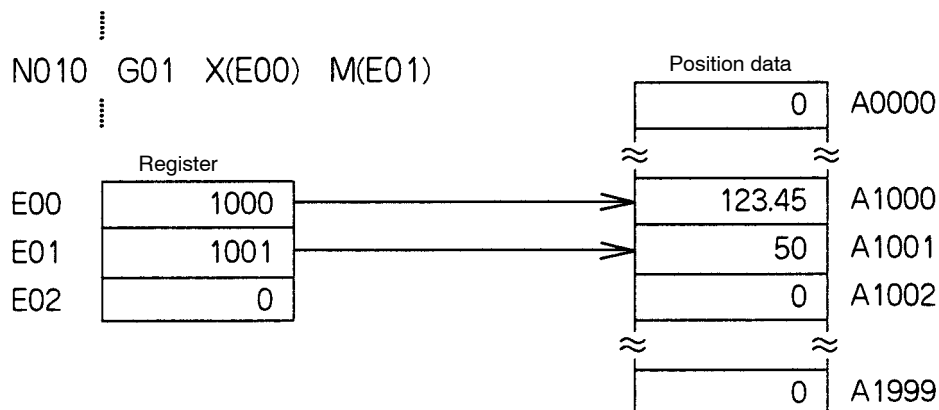 N010 G01 X(E00) M(E01)
Position data
0 A0000
Register
E00 1000 123.45 A1000
E01 1001 50 A1001
E02 0 0 A1002
0 A1999